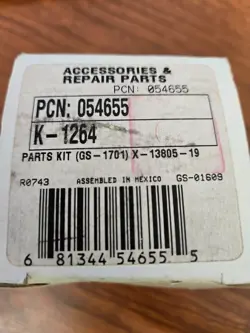 ACCESSORIES &
REPAIR PARTS
PCN: 054655
PCN: 054655
K-1264
PARTS KIT (GS-1701) X-13805-19
R0743 ASSEMBLED IN MEXICO GS-01609
6 81344 54655 5